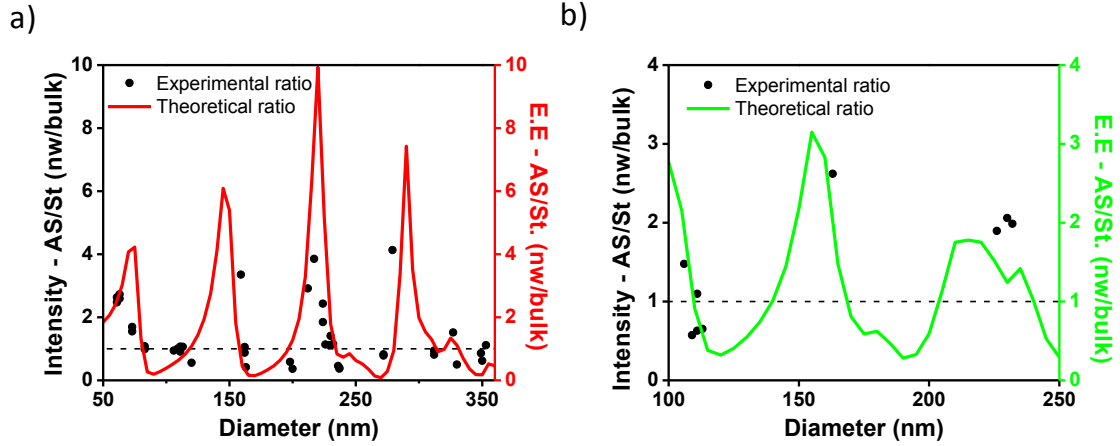 a)
10
8
6
4
2
0
50
100
150
200
250
300
350
10
8
6
4
2
0
Experimental ratio
Theoretical ratio
Intensity - AS/St (nw/bulk)
E.E - AS/St. (nw/bulk)
Diameter (nm)
b)
4
3
2
1
0
100
150
200
250
4
3
2
1
0
Experimental ratio
Theoretical ratio
Intensity - AS/St (nw/bulk)
E.E - AS/St. (nw/bulk)
Diameter (nm)